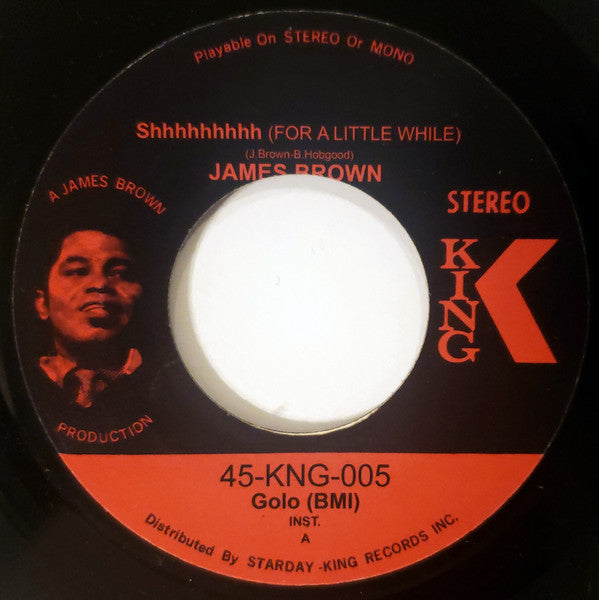 Playable On STEREO Or MONO
Shhhhhhhhh (FOR A LITTLE WHILE)
(J.Brown-B.Hobgood)
JAMES BROWN
A JAMES BROWN
PRODUCTION
STEREO
KING
K
45-KNG-005
Golo (BMI)
INST.
A
Distributed By STARDAY-KING RECORDS INC.